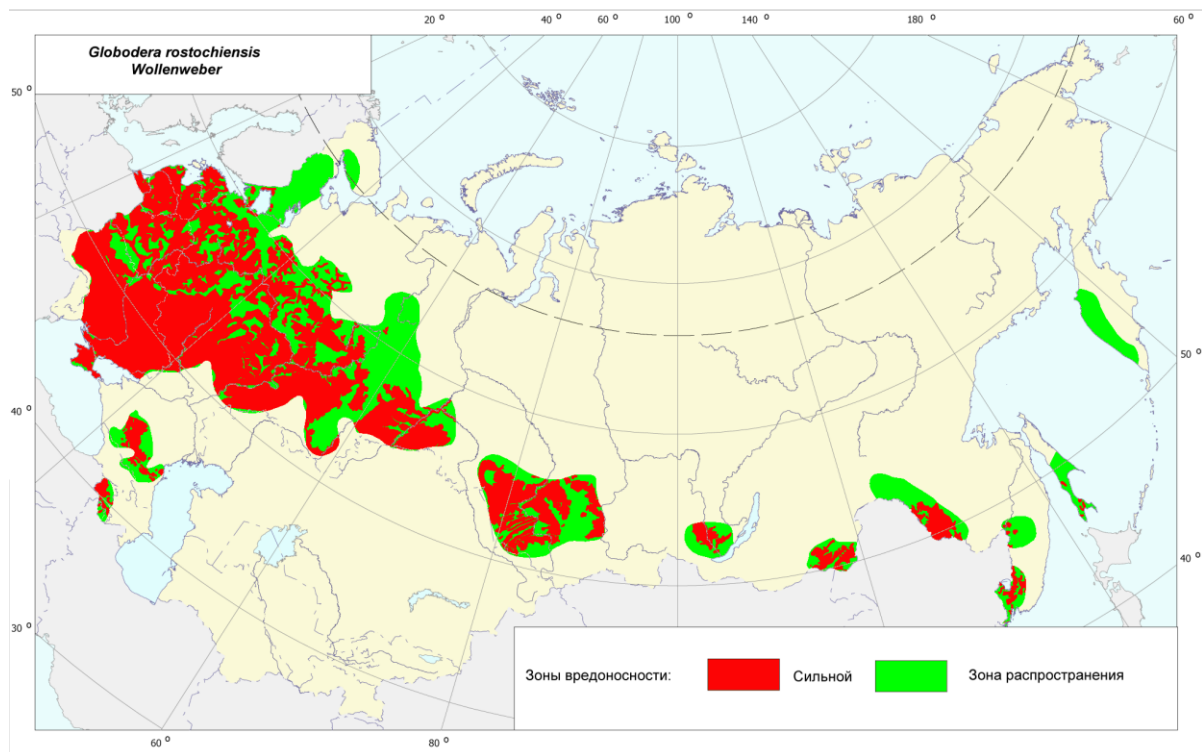 20 º 40 º 60 º 100 º 140 º 180 º 60 º
Globodera rostochiensis
Wollenweber
50 º
50 º
40 º
40 º
30 º
Зоны вредоносности: Сильной Зона распространения
60 º 80 º